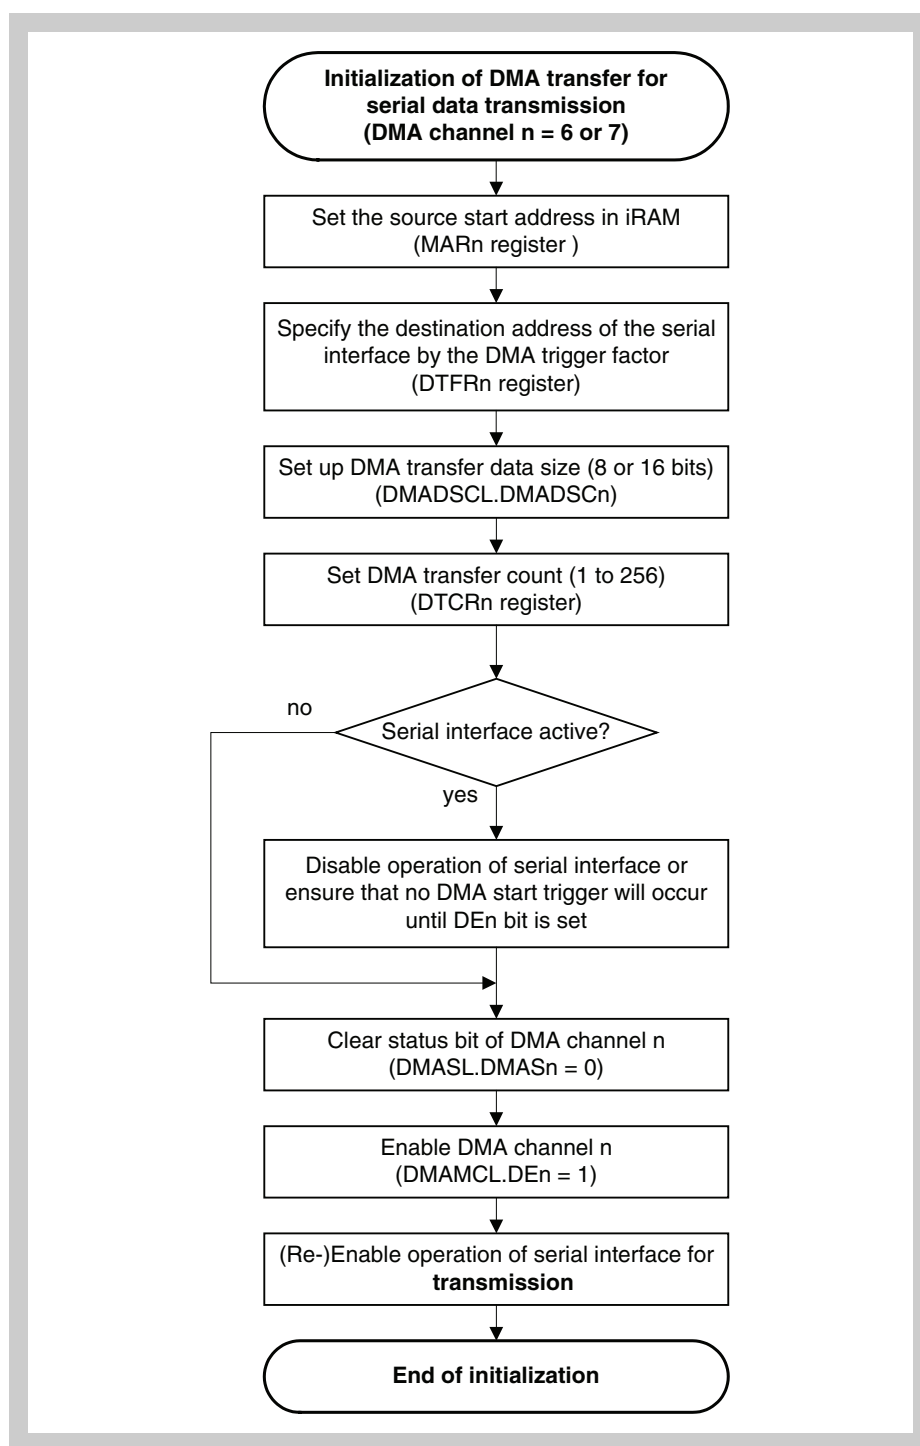 Initialization of DMA transfer for
serial data transmission
(DMA channel n = 6 or 7)
Set the source start address in iRAM
(MARn register )
Specify the destination address of the serial
interface by the DMA trigger factor
(DTFRn register)
Set up DMA transfer data size (8 or 16 bits)
(DMADSCL.DMADSCn)
Set DMA transfer count (1 to 256)
(DTCRn register)
no
Serial interface active?
yes
Disable operation of serial interface or
ensure that no DMA start trigger will occur
until DEn bit is set
Clear status bit of DMA channel n
(DMASL.DMASn = 0)
Enable DMA channel n
(DMAMCL.DEn = 1)
(Re-)Enable operation of serial interface for
transmission
End of initialization